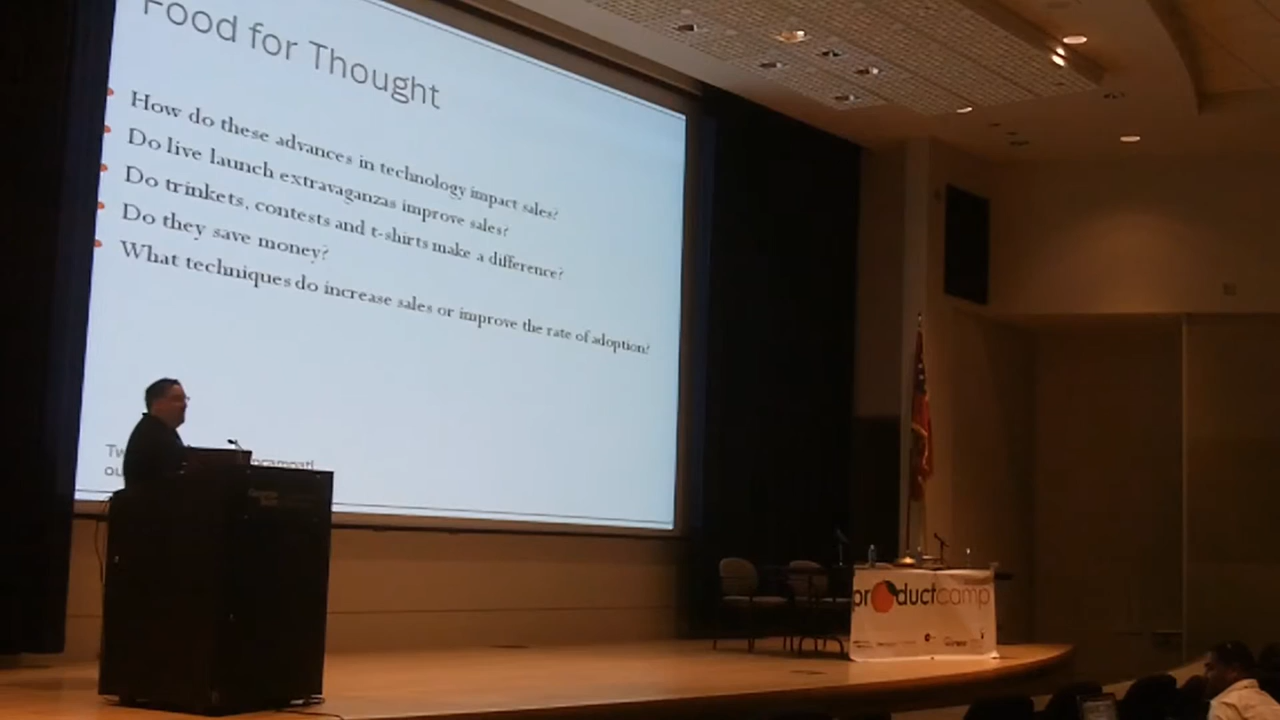 Food for Thought
How do these advances in technology impact sales?
Do live launch extravaganzas improve sales?
Do trinkets, contests and t-shirts make a difference?
Do they save money?
What techniques do increase sales or improve the rate of adoption?
productcamp